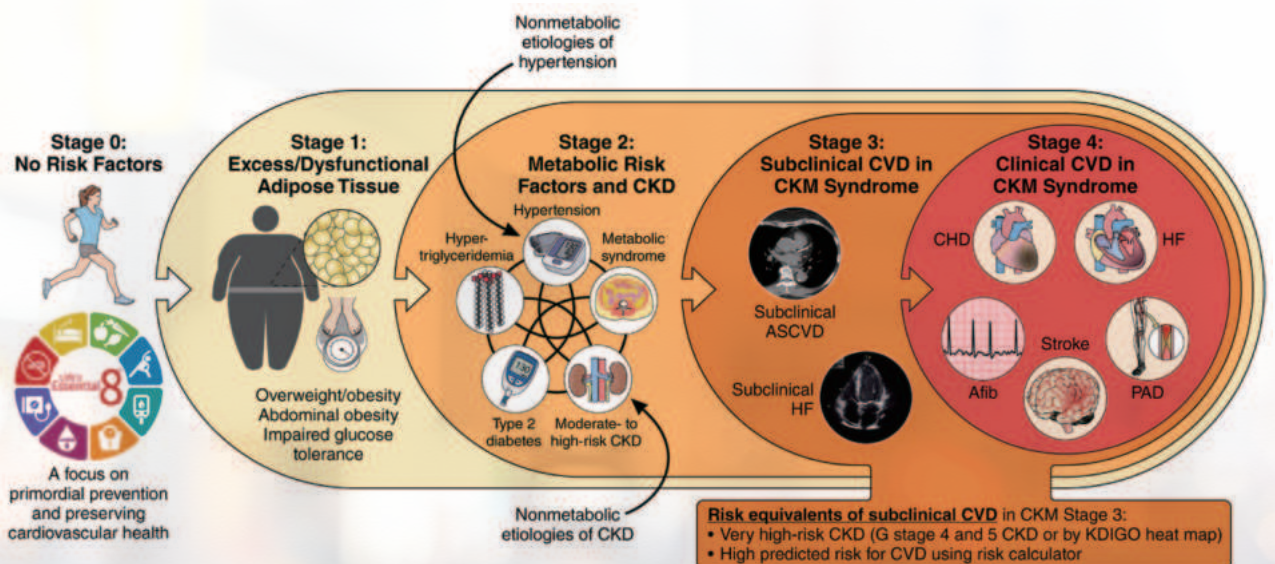 Nonmetabolic
etiologies of
hypertension
Stage 0:
No Risk Factors
Stage 1:
Excess/Dysfunctional
Adipose Tissue
Stage 2:
Metabolic Risk
Factors and CKD
Stage 3:
Subclinical CVD in
CKM Syndrome
Stage 4:
Clinical CVD in
CKM Syndrome
Hypertension
Hyper-
triglyceridemia
Metabolic
syndrome
Type 2
diabetes
Moderate- to
high-risk CKD
Subclinical
ASCVD
Subclinical
HF
CHD
HF
Afib
Stroke
PAD
Essential
8
Overweight/obesity
Abdominal obesity
Impaired glucose
tolerance
A focus on
primordial prevention
and preserving
cardiovascular health
Nonmetabolic
etiologies of CKD
Risk equivalents of subclinical CVD in CKM Stage 3:
• Very high-risk CKD (G stage 4 and 5 CKD or by KDIGO heat map)
• High predicted risk for CVD using risk calculator